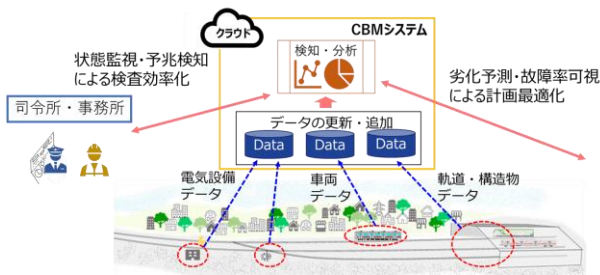 クラウド
CBMシステム
検知・分析
状態監視・予兆検知
による検査効率化
劣化予測・故障率可視
による計画最適化
司令所・事務所
データの更新・追加
Data
Data
Data
電気設備
データ
車両
データ
軌道・構造物
データ